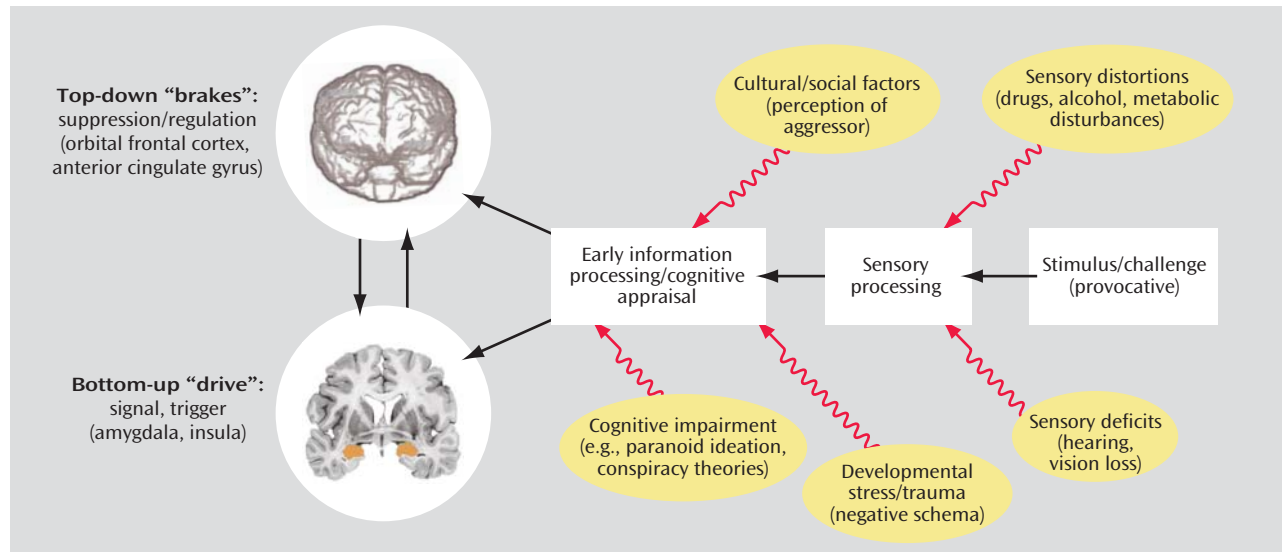 Top-down “brakes”:
suppression/regulation
(orbital frontal cortex,
anterior cingulate gyrus)
Bottom-up “drive”:
signal, trigger
(amygdala, insula)
Cultural/social factors
(perception of
aggressor)
Sensory distortions
(drugs, alcohol, metabolic
disturbances)
Early information
processing/cognitive
appraisal
Sensory
processing
Stimulus/challenge
(provocative)
Cognitive impairment
(e.g., paranoid ideation,
conspiracy theories)
Developmental
stress/trauma
(negative schema)
Sensory deficits
(hearing,
vision loss)